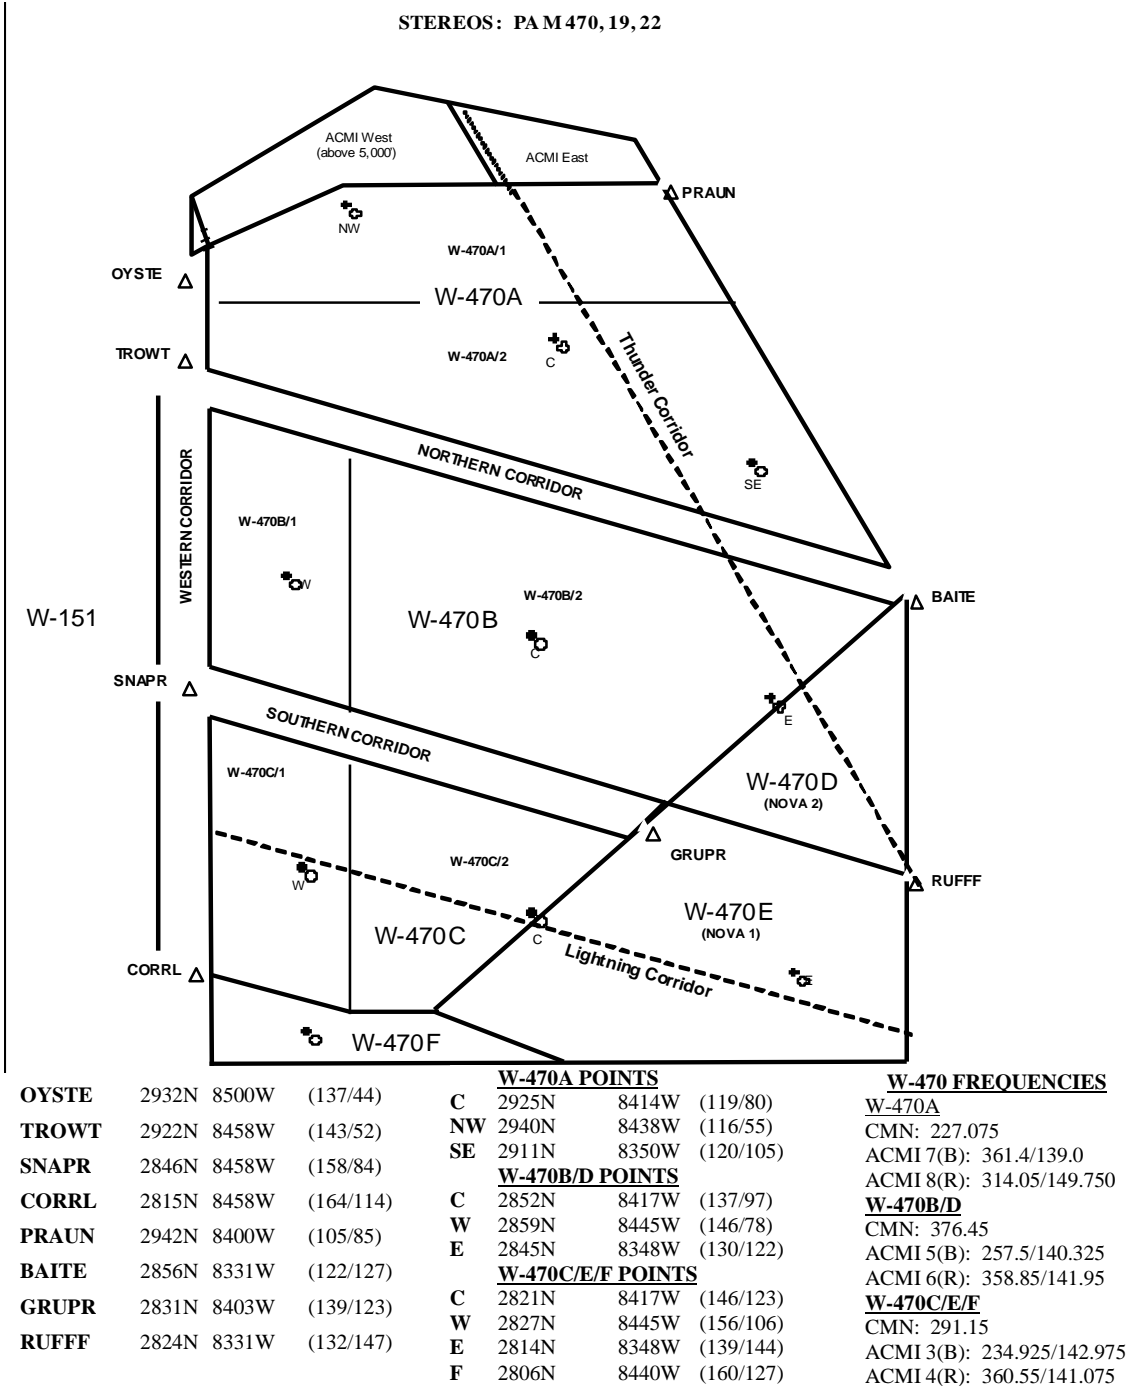 STEREOS: PAM 470, 19, 22
ACMI West
(above 5,000')
ACMI East
PRAUN
NW
W-470A/1
OYSTE
W-470A
TROWT
W-470A/2
C
Thunder Corridor
NORTHERN CORRIDOR
SE
WESTERN CORRIDOR
W-470B/1
W
W-470B/2
BAITE
W-151
W-470B
C
SNAPR
E
SOUTHERN CORRIDOR
W-470C/1
W-470D
(NOVA 2)
GRUPR
W-470C/2
W
RUFFF
W-470E
(NOVA 1)
W-470C
C
Lightning Corridor
CORRL
E
W-470F
OYSTE 2932N 8500W (137/44)
TROWT 2922N 8458W (143/52)
SNAPR 2846N 8458W (158/84)
CORRL 2815N 8458W (164/114)
PRAUN 2942N 8400W (105/85)
BAITE 2856N 8331W (122/127)
GRUPR 2831N 8403W (139/123)
RUFFF 2824N 8331W (132/147)
W-470A POINTS
C 2925N 8414W (119/80)
NW 2940N 8438W (116/55)
SE 2911N 8350W (120/105)
W-470B/D POINTS
C 2852N 8417W (137/97)
W 2859N 8445W (146/78)
E 2845N 8348W (130/122)
W-470C/E/F POINTS
C 2821N 8417W (146/123)
W 2827N 8445W (156/106)
E 2814N 8348W (139/144)
F 2806N 8440W (160/127)
W-470 FREQUENCIES
W-470A
CMN: 227.075
ACMI 7(B): 361.4/139.0
ACMI 8(R): 314.05/149.750
W-470B/D
CMN: 376.45
ACMI 5(B): 257.5/140.325
ACMI 6(R): 358.85/141.95
W-470C/E/F
CMN: 291.15
ACMI 3(B): 234.925/142.975
ACMI 4(R): 360.55/141.075